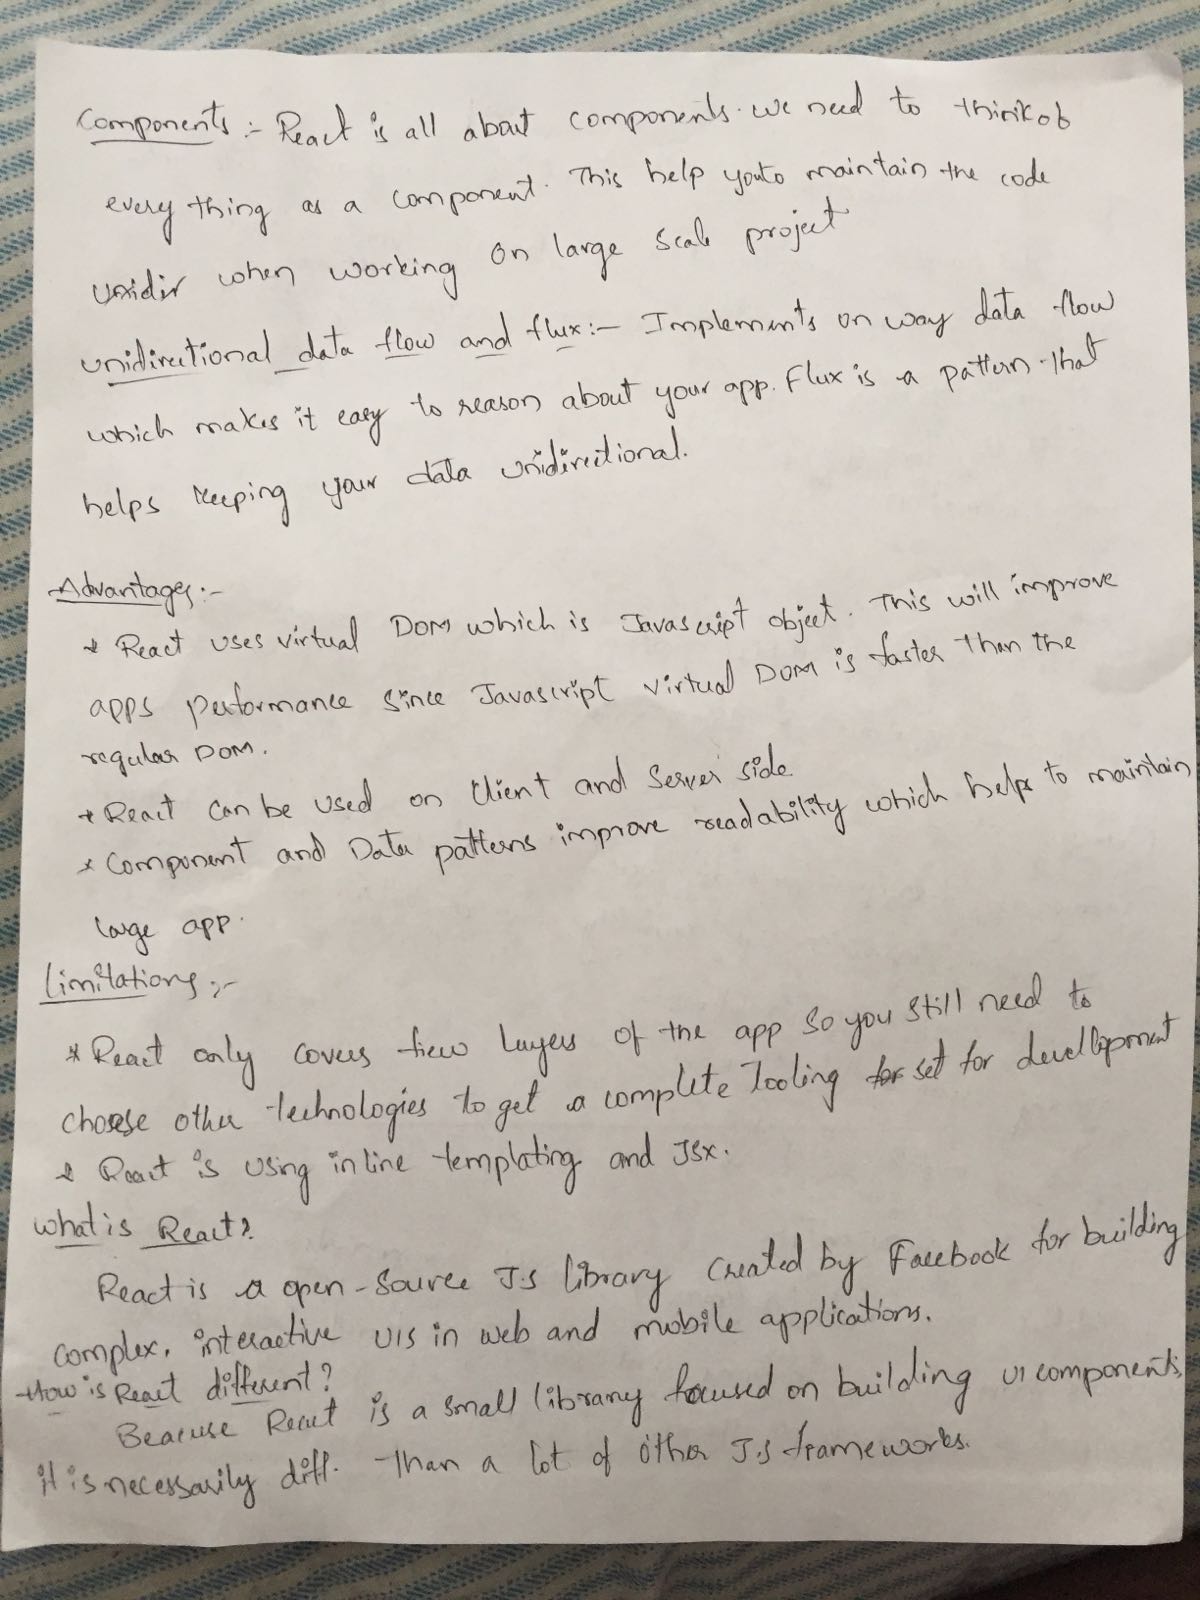 Components :- React is all about components. we need to think of
every thing as a component. This help you to maintain the code
unidir when working on large scale project
unidirectional data flow and flux :- Implements on way data flow
which makes it easy to reason about your app. Flux is a pattern that
helps keeping your data unidirectional.
Advantages :-
* React uses virtual DOM which is Javascript object. This will improve
apps performance since Javascript virtual DOM is faster than the
regular DOM.
* React can be used on Client and Server side
* Component and Data patterns improve readability which helps to maintain
large app.
Limitations :-
* React only covers view layers of the app so you still need to
choose other technologies to get a complete Tooling for set for devellopment
* React is using inline templating and JSX.
What is React?
React is a open-source J.S library created by Facebook for building
complex, interactive UIS in web and mobile applications.
How is React different?
Beacuse React is a small library focused on building UI components,
it is necessarily diff. than a lot of other J.S frameworks.